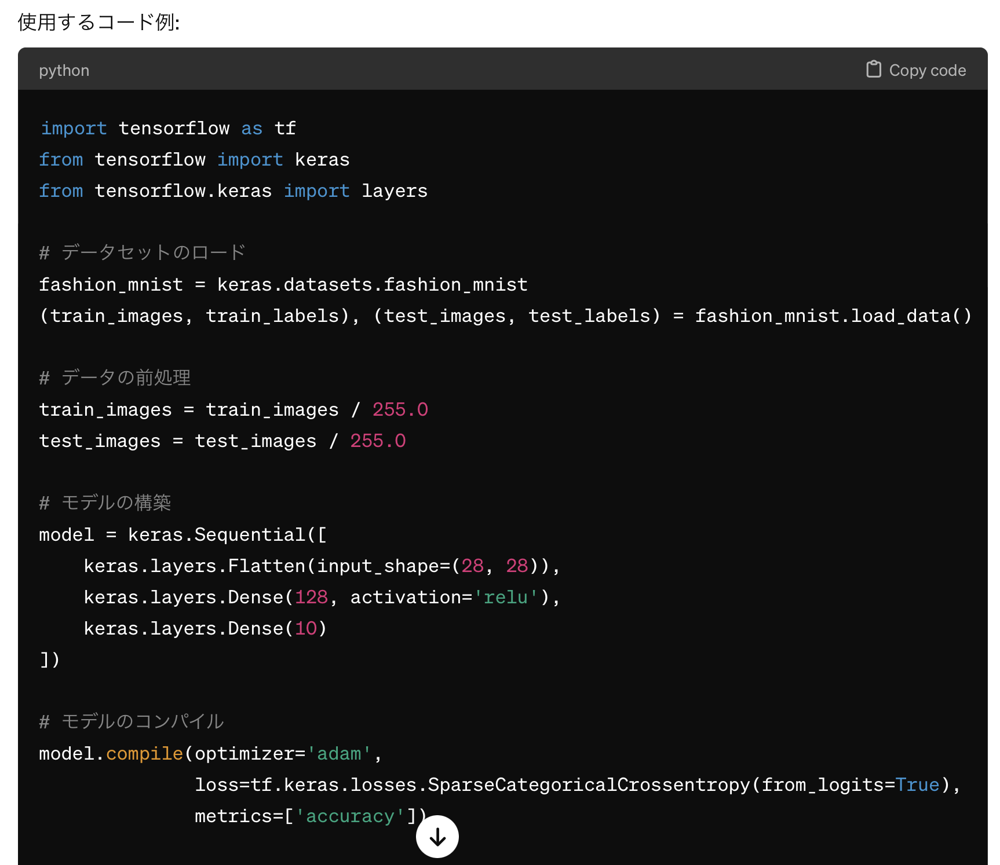 使用するコード例:
python
Copy code
import tensorflow as tf
from tensorflow import keras
from tensorflow.keras import layers
# データセットのロード
fashion_mnist = keras.datasets.fashion_mnist
(train_images, train_labels), (test_images, test_labels) = fashion_mnist.load_data()
# データの前処理
train_images = train_images / 255.0
test_images = test_images / 255.0
# モデルの構築
model = keras.Sequential([
    keras.layers.Flatten(input_shape=(28, 28)),
    keras.layers.Dense(128, activation='relu'),
    keras.layers.Dense(10)
])
# モデルのコンパイル
model.compile(optimizer='adam',
              loss=tf.keras.losses.SparseCategoricalCrossentropy(from_logits=True),
              metrics=['accuracy'])